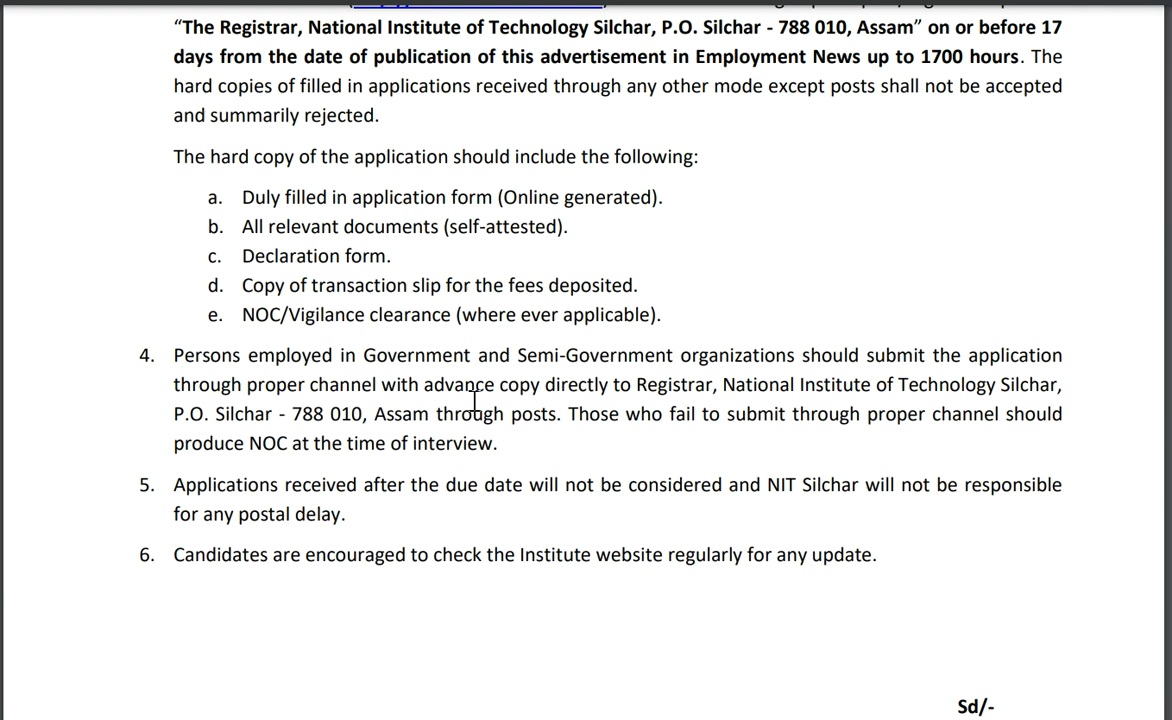 “The Registrar, National Institute of Technology Silchar, P.O. Silchar - 788 010, Assam” on or before 17
days from the date of publication of this advertisement in Employment News up to 1700 hours. The
hard copies of filled in applications received through any other mode except posts shall not be accepted
and summarily rejected.
The hard copy of the application should include the following:
a. Duly filled in application form (Online generated).
b. All relevant documents (self-attested).
c. Declaration form.
d. Copy of transaction slip for the fees deposited.
e. NOC/Vigilance clearance (where ever applicable).
4. Persons employed in Government and Semi-Government organizations should submit the application
through proper channel with advance copy directly to Registrar, National Institute of Technology Silchar,
P.O. Silchar - 788 010, Assam through posts. Those who fail to submit through proper channel should
produce NOC at the time of interview.
5. Applications received after the due date will not be considered and NIT Silchar will not be responsible
for any postal delay.
6. Candidates are encouraged to check the Institute website regularly for any update.
Sd/-